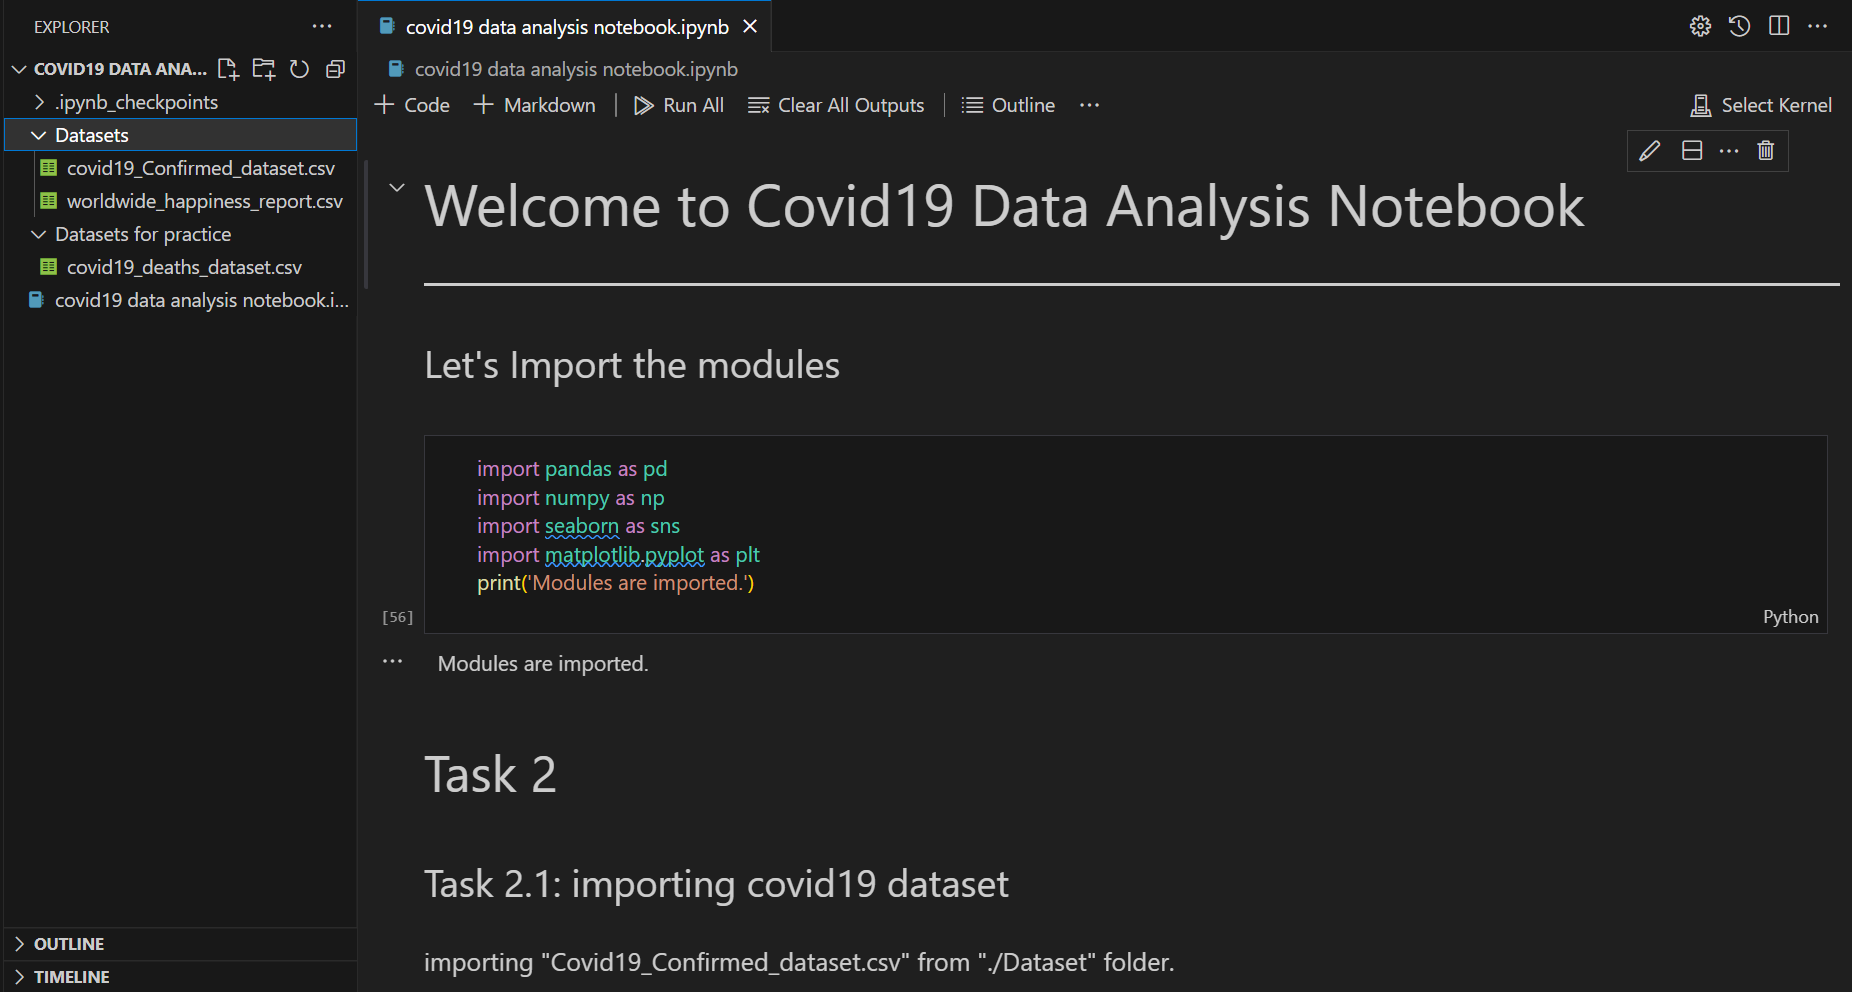 EXPLORER
COVID19 DATA ANA...
.ipynb_checkpoints
Datasets
covid19_Confirmed_dataset.csv
worldwide_happiness_report.csv
Datasets for practice
covid19_deaths_dataset.csv
covid19 data analysis notebook.i...
OUTLINE
TIMELINE
covid19 data analysis notebook.ipynb
covid19 data analysis notebook.ipynb
Code Markdown Run All Clear All Outputs Outline Select Kernel
Welcome to Covid19 Data Analysis Notebook
Let's Import the modules
import pandas as pd
import numpy as np
import seaborn as sns
import matplotlib.pyplot as plt
print('Modules are imported.')
[56] Python
Modules are imported.
Task 2
Task 2.1: importing covid19 dataset
importing "Covid19_Confirmed_dataset.csv" from "./Dataset" folder.